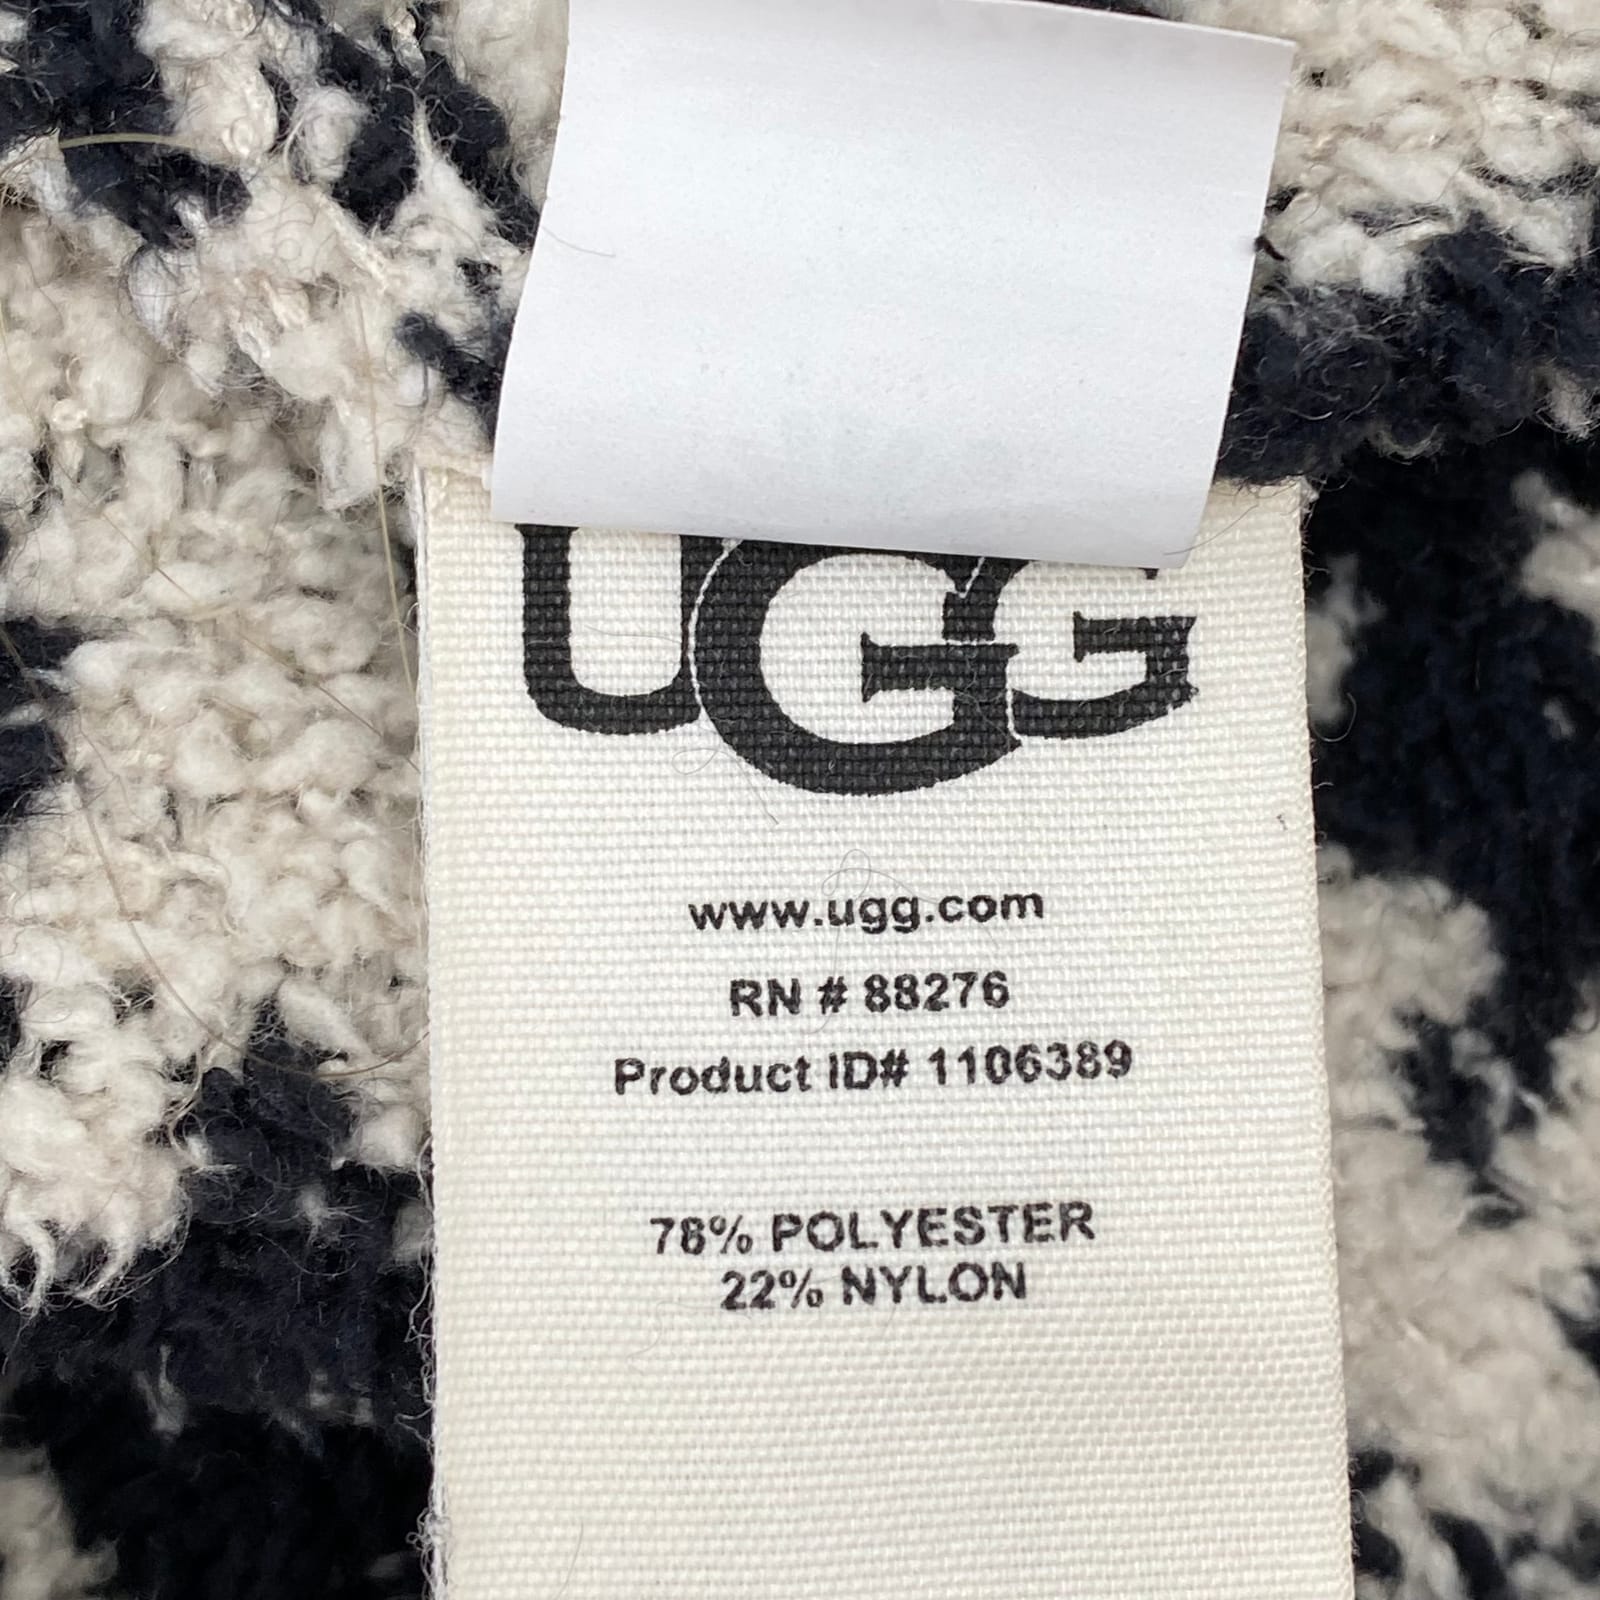 UGG
www.ugg.com
RN # 88276
Product ID# 1106389
78% POLYESTER
22% NYLON